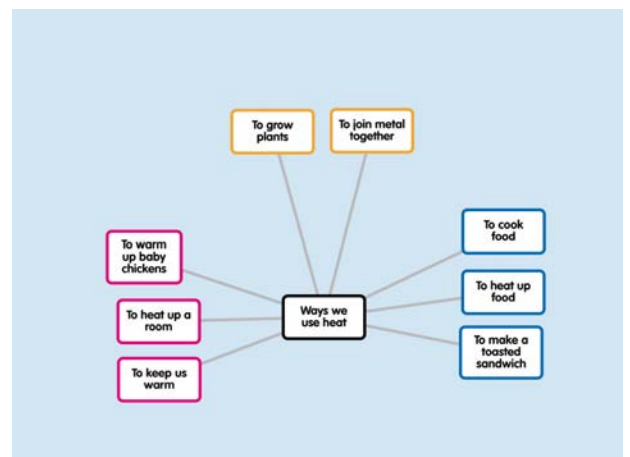 To grow
plants
To join metal
together
To warm
up baby
chickens
To heat up a
room
To keep us
warm
Ways we
use heat
To cook
food
To heat up
food
To make a
toasted
sandwich